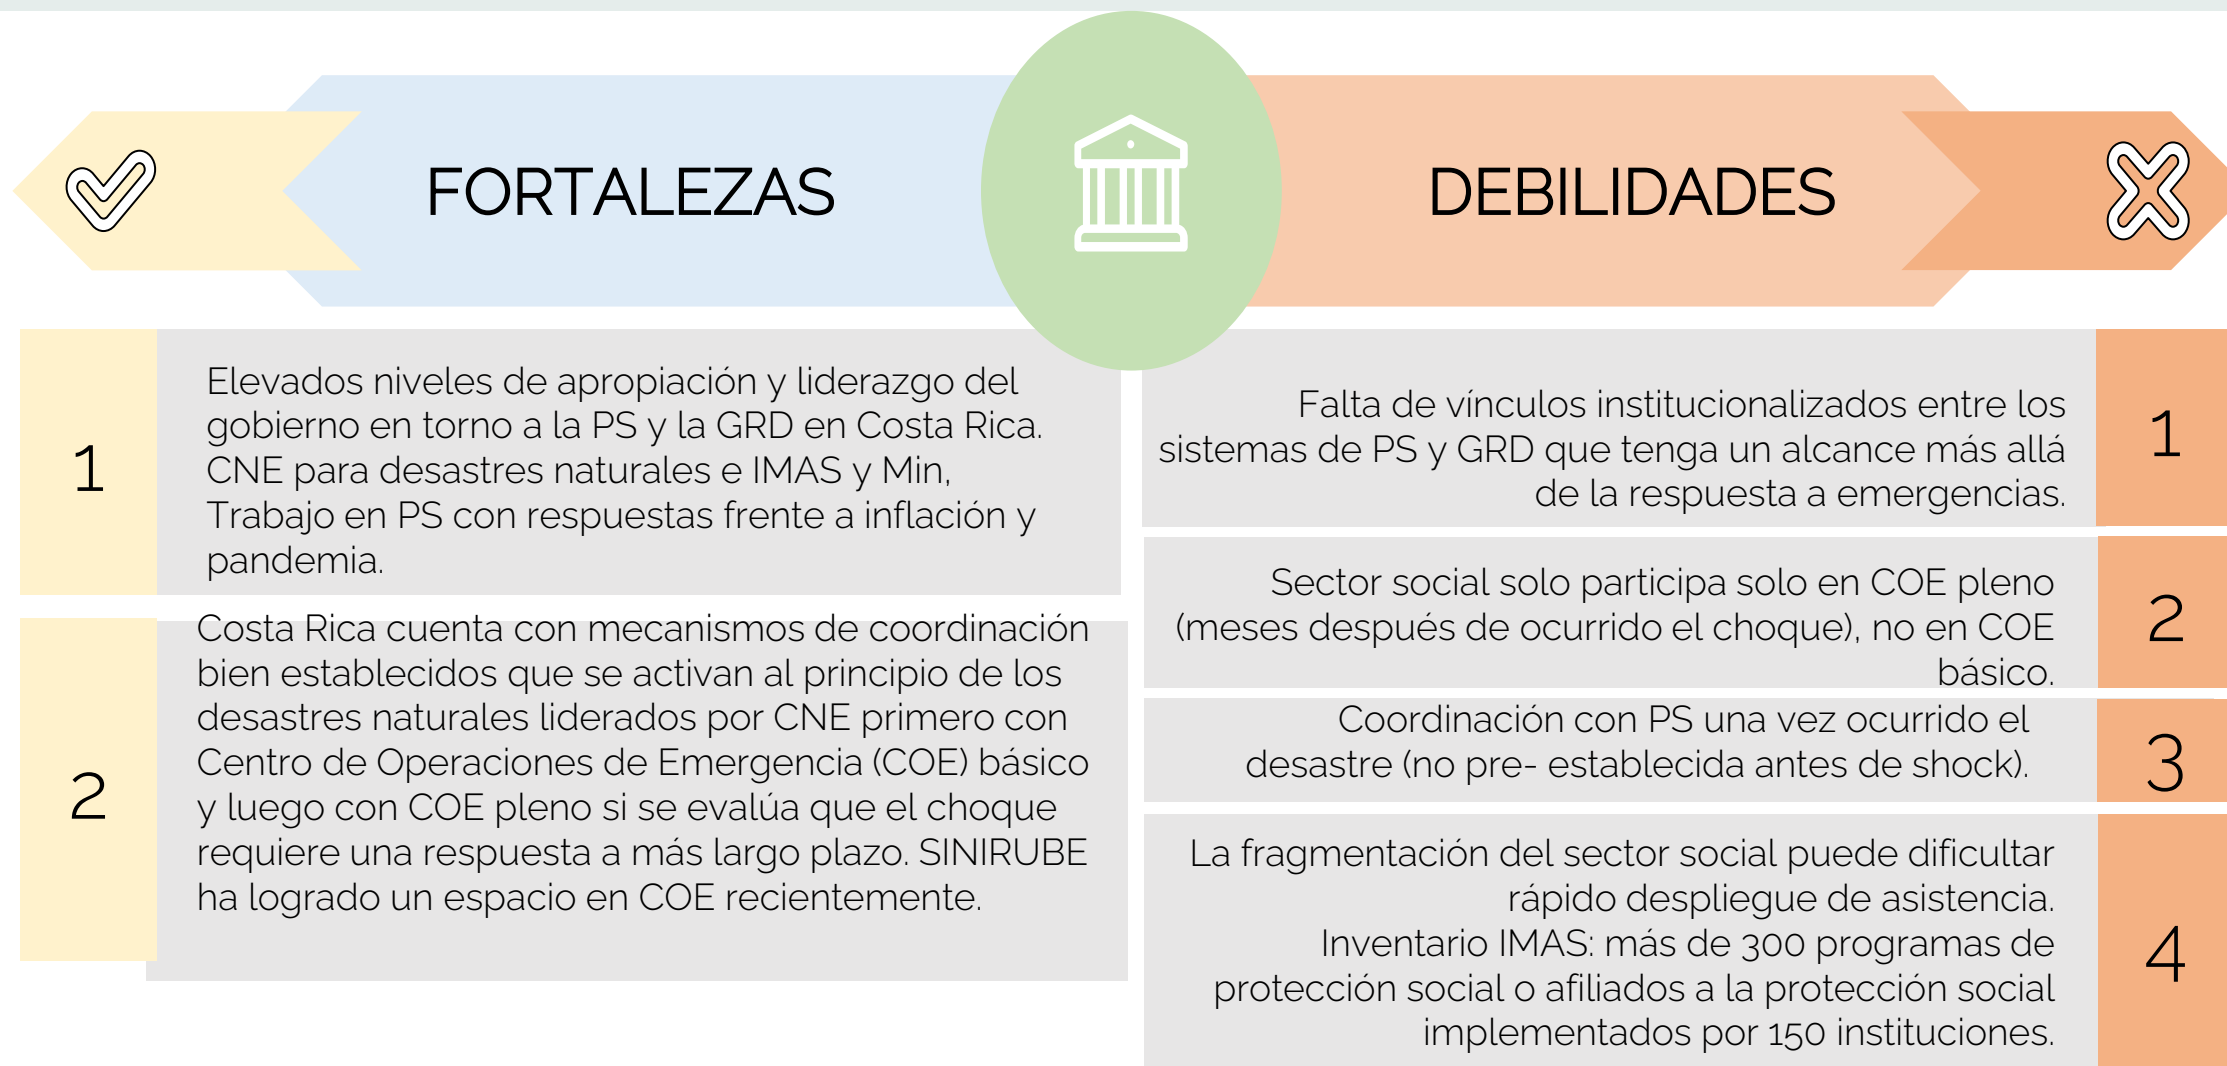 FORTALEZAS
1
Elevados niveles de apropiación y liderazgo del
gobierno en torno a la PS y la GRD en Costa Rica.
CNE para desastres naturales e IMAS y Min,
Trabajo en PS con respuestas frente a inflación y
pandemia.
2
Costa Rica cuenta con mecanismos de coordinación
bien establecidos que se activan al principio de los
desastres naturales liderados por CNE primero con
Centro de Operaciones de Emergencia (COE) básico
y luego con COE pleno si se evalúa que el choque
requiere una respuesta a más largo plazo. SINIRUBE
ha logrado un espacio en COE recientemente.
DEBILIDADES
Falta de vínculos institucionalizados entre los
sistemas de PS y GRD que tenga un alcance más allá
de la respuesta a emergencias.
1
Sector social solo participa solo en COE pleno
(meses después de ocurrido el choque), no en COE
básico.
2
Coordinación con PS una vez ocurrido el
desastre (no pre- establecida antes de shock).
3
La fragmentación del sector social puede dificultar
rápido despliegue de asistencia.
Inventario IMAS: más de 300 programas de
protección social o afiliados a la protección social
implementados por 150 instituciones.
4